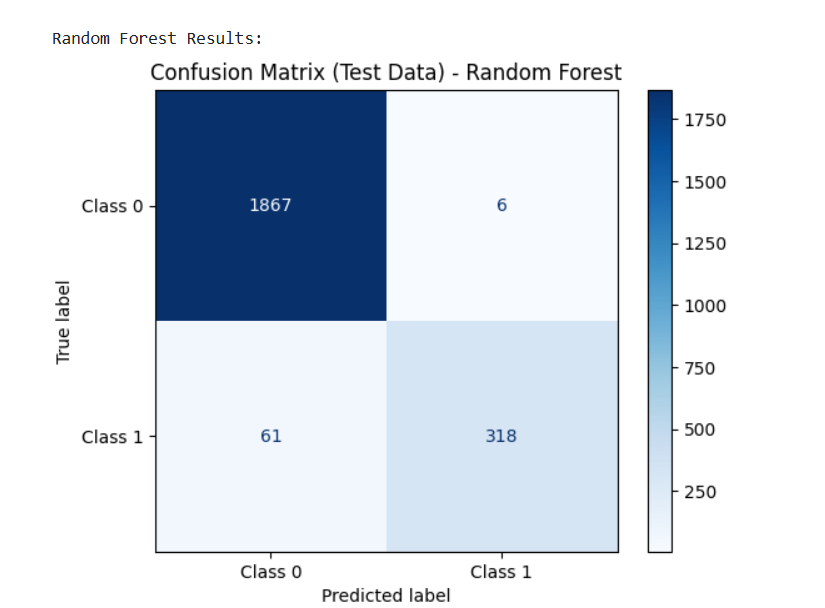 Random Forest Results:
Confusion Matrix (Test Data) - Random Forest
1750
1500
1250
1000
750
500
250
True label
Class 0
1867
6
Class 1
61
318
Class 0
Class 1
Predicted label